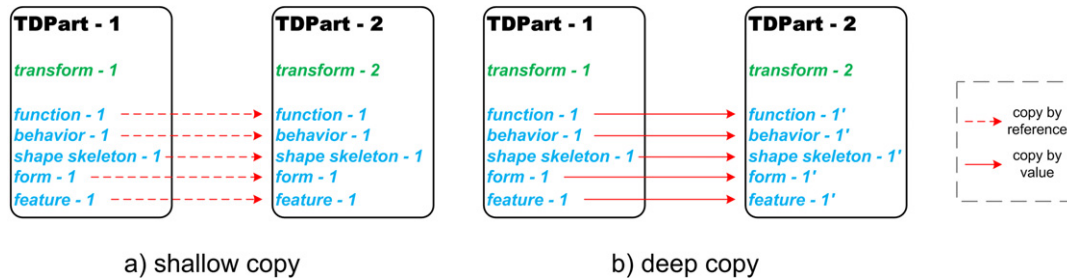 TDPart - 1
transform - 1
function - 1
behavior - 1
shape skeleton - 1
form - 1
feature - 1
TDPart - 2
transform - 2
function - 1
behavior - 1
shape skeleton - 1
form - 1
feature - 1
a) shallow copy
TDPart - 1
transform - 1
function - 1
behavior - 1
shape skeleton - 1
form - 1
feature - 1
TDPart - 2
transform - 2
function - 1'
behavior - 1'
shape skeleton - 1'
form - 1'
feature - 1'
b) deep copy
copy by
reference
copy by
value